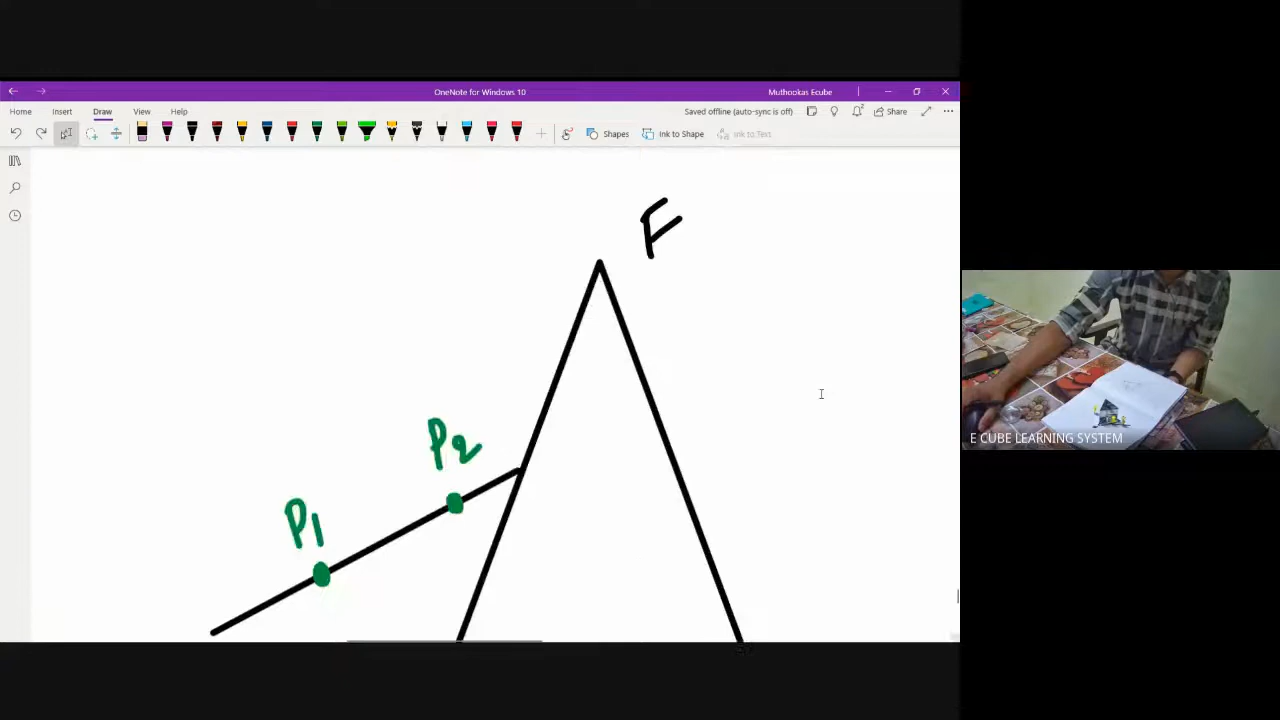 OneNote for Windows 10
Muthookas Ecube
Home Insert Draw View Help
Saved offline (auto-sync is off)
Share
Shapes
Ink to Shape
Ink to Text
F
P2
P1
E CUBE LEARNING SYSTEM